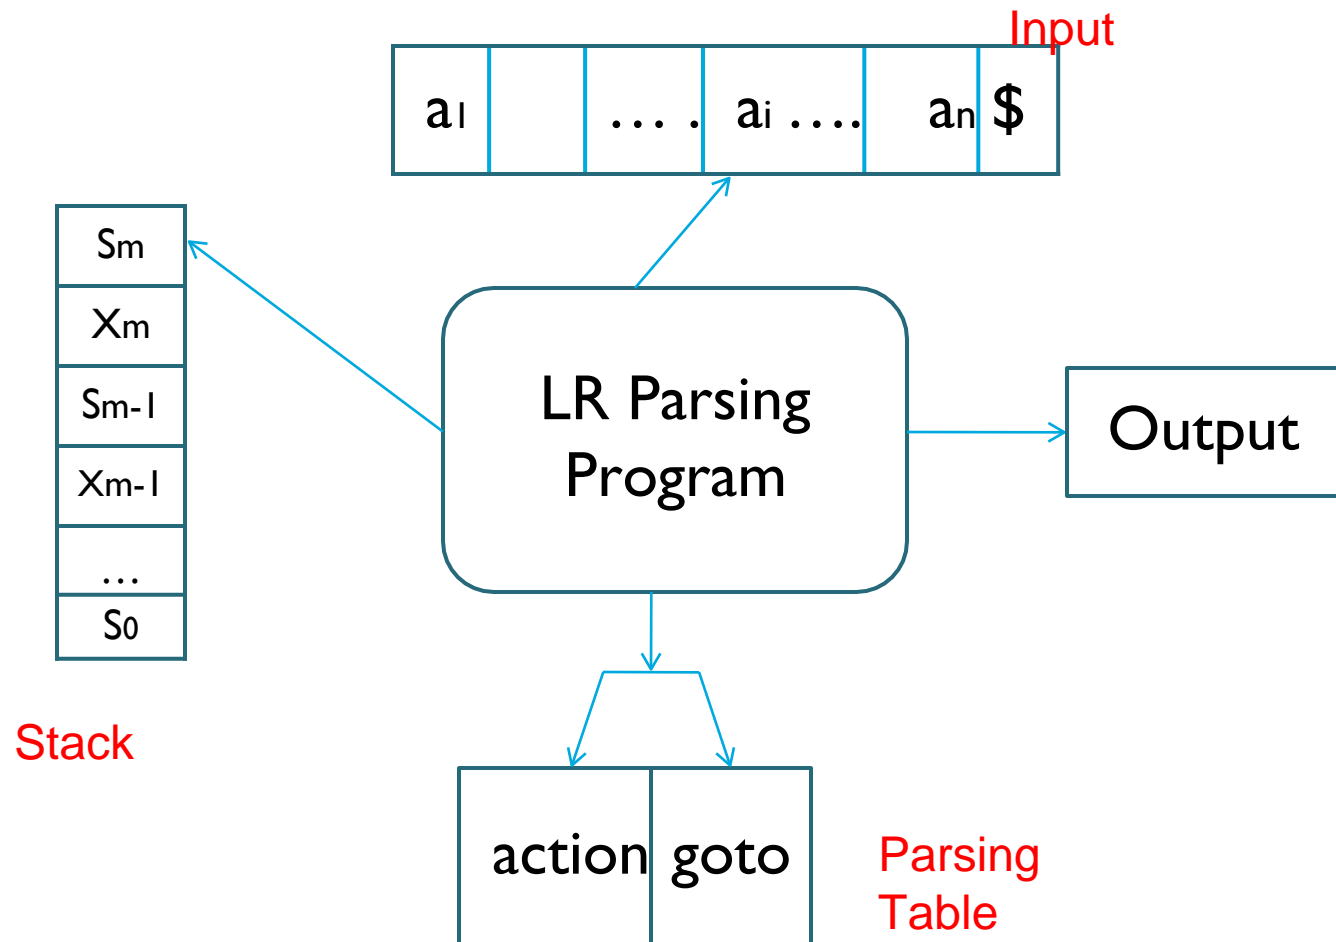 Input
a1 … . ai …. an $
Sm
Xm
Sm-1
Xm-1
…
S0
Stack
LR Parsing
Program
Output
action goto
Parsing
Table